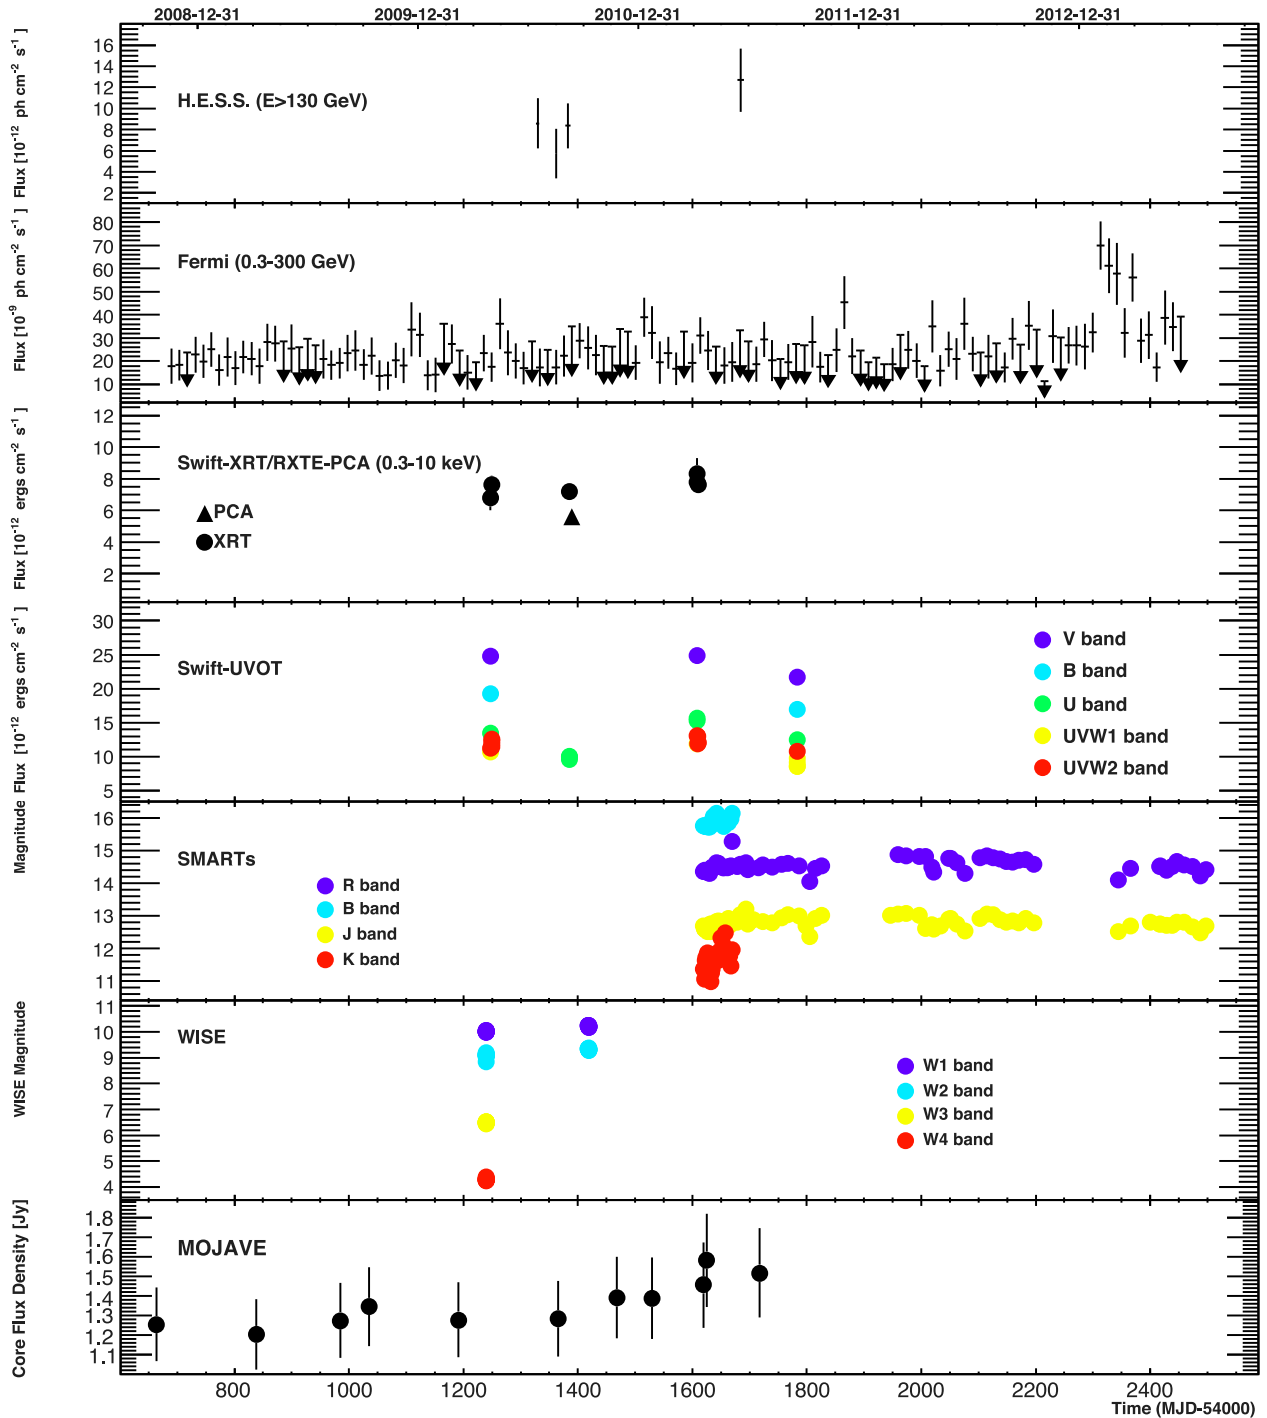 2008-12-31 2009-12-31 2010-12-31 2011-12-31 2012-12-31
Flux [10⁻¹² ph cm⁻² s⁻¹ ]
16
14
12
10
8
6
4
2
H.E.S.S. (E>130 GeV)
Flux [10⁻⁹ ph cm⁻² s⁻¹ ]
80
70
60
50
40
30
20
10
Fermi (0.3-300 GeV)
Flux [10⁻¹² ergs cm⁻² s⁻¹ ]
12
10
8
6
4
2
Swift-XRT/RXTE-PCA (0.3-10 keV)
PCA
XRT
Flux [10⁻¹² ergs cm⁻² s⁻¹ ]
30
25
20
15
10
5
Swift-UVOT
V band
B band
U band
UVW1 band
UVW2 band
Magnitude
16
15
14
13
12
11
SMARTs
R band
B band
J band
K band
WISE Magnitude
11
10
9
8
7
6
5
4
WISE
W1 band
W2 band
W3 band
W4 band
Core Flux Density [Jy]
1.8
1.7
1.6
1.5
1.4
1.3
1.2
1.1
MOJAVE
800 1000 1200 1400 1600 1800 2000 2200 2400
Time (MJD-54000)